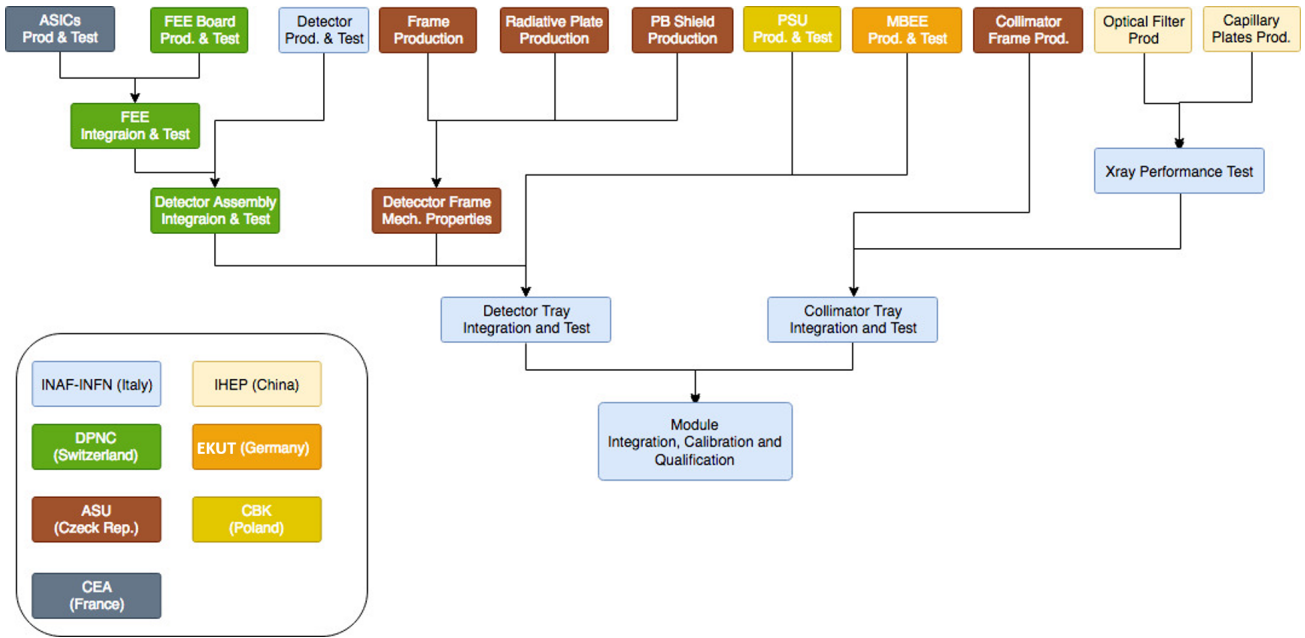 ASICs
Prod & Test
FEE Board
Prod. & Test
Detector
Prod. & Test
Frame
Production
Radiative Plate
Production
PB Shield
Production
PSU
Prod. & Test
MBEE
Prod. & Test
Collimator
Frame Prod.
Optical Filter
Prod
Capillary
Plates Prod.
FEE
Integraion & Test
Xray Performance Test
Detector Assembly
Integraion & Test
Detecctor Frame
Mech. Properties
Detector Tray
Integration and Test
Collimator Tray
Integration and Test
Module
Integration, Calibration and
Qualification
INAF-INFN (Italy)
IHEP (China)
DPNC
(Switzerland)
EKUT (Germany)
ASU
(Czeck Rep.)
CBK
(Poland)
CEA
(France)